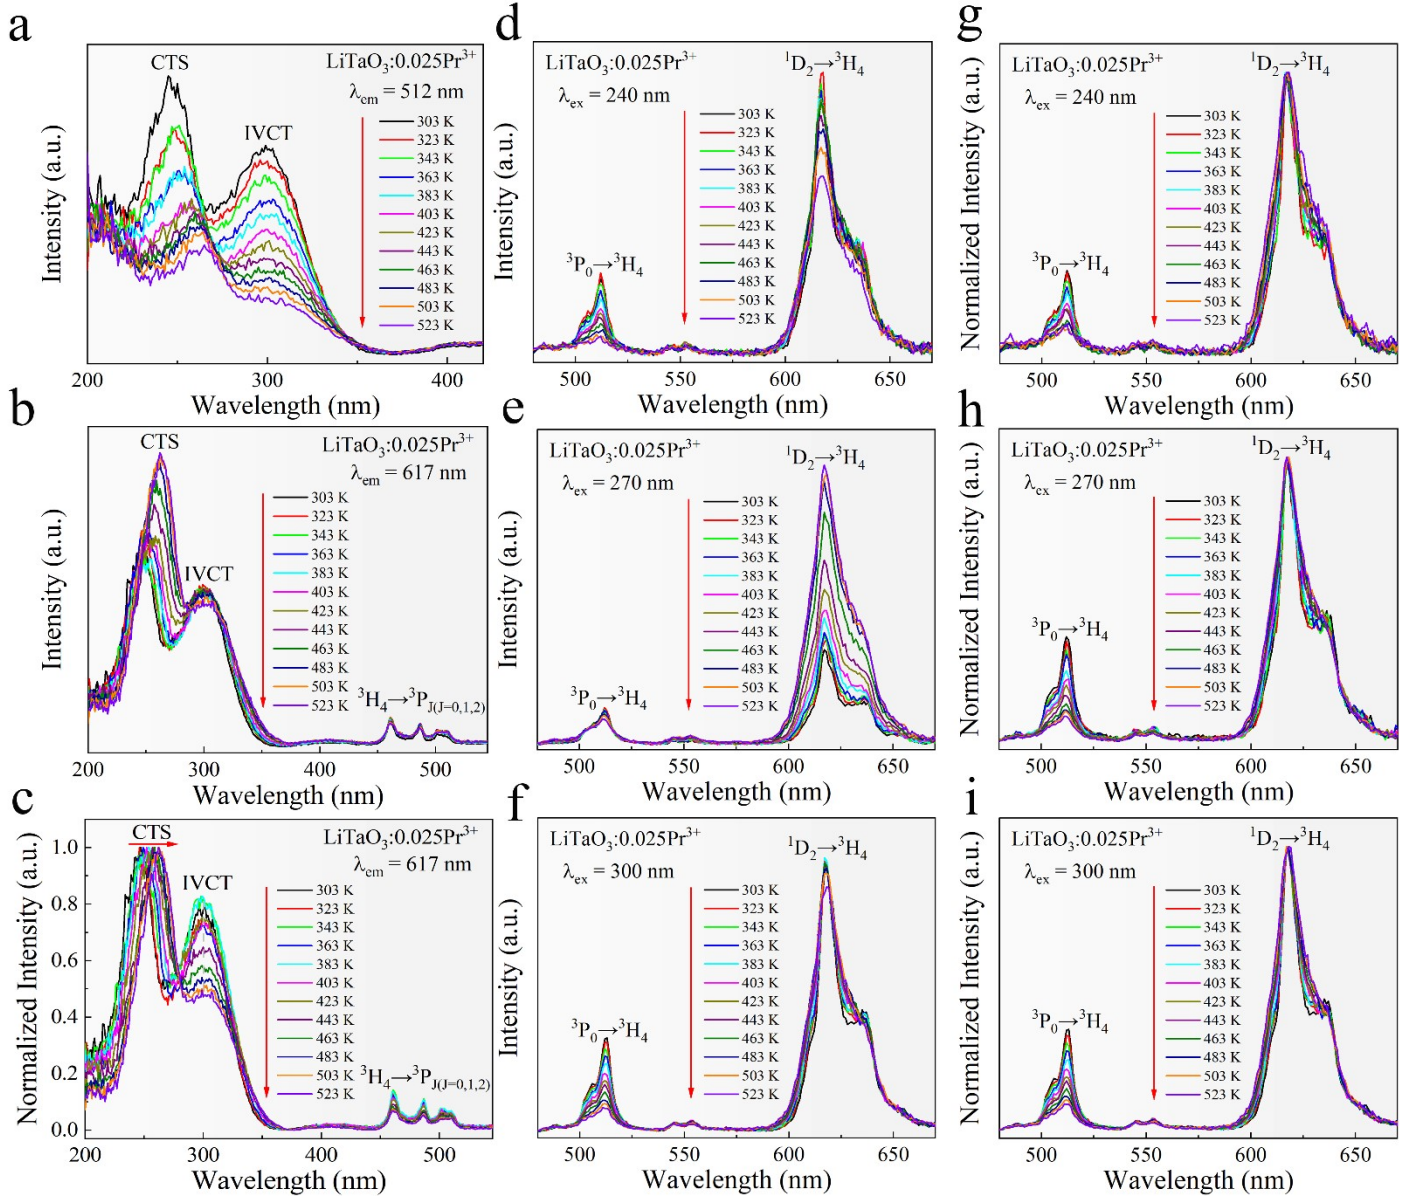 a
CTS
LiTaO3:0.025Pr3+
λem = 512 nm
IVCT
303 K
323 K
343 K
363 K
383 K
403 K
423 K
443 K
463 K
483 K
503 K
523 K
Intensity (a.u.)
200
300
400
Wavelength (nm)
d
LiTaO3:0.025Pr3+
λex = 240 nm
1D2→3H4
3P0→3H4
303 K
323 K
343 K
363 K
383 K
403 K
423 K
443 K
463 K
483 K
503 K
523 K
Intensity (a.u.)
500
550
600
650
Wavelength (nm)
g
LiTaO3:0.025Pr3+
λex = 240 nm
1D2→3H4
3P0→3H4
303 K
323 K
343 K
363 K
383 K
403 K
423 K
443 K
463 K
483 K
503 K
523 K
Normalized Intensity (a.u.)
500
550
600
650
Wavelength (nm)
b
CTS
LiTaO3:0.025Pr3+
λem = 617 nm
IVCT
303 K
323 K
343 K
363 K
383 K
403 K
423 K
443 K
463 K
483 K
503 K
523 K
3H4→3PJ(J=0,1,2)
Intensity (a.u.)
200
300
400
500
Wavelength (nm)
e
LiTaO3:0.025Pr3+
λex = 270 nm
1D2→3H4
3P0→3H4
303 K
323 K
343 K
363 K
383 K
403 K
423 K
443 K
463 K
483 K
503 K
523 K
Intensity (a.u.)
500
550
600
650
Wavelength (nm)
h
LiTaO3:0.025Pr3+
λex = 270 nm
1D2→3H4
3P0→3H4
303 K
323 K
343 K
363 K
383 K
403 K
423 K
443 K
463 K
483 K
503 K
523 K
Normalized Intensity (a.u.)
500
550
600
650
Wavelength (nm)
c
CTS
LiTaO3:0.025Pr3+
λem = 617 nm
IVCT
303 K
323 K
343 K
363 K
383 K
403 K
423 K
443 K
463 K
483 K
503 K
523 K
3H4→3PJ(J=0,1,2)
Normalized Intensity (a.u.)
1.0
0.8
0.6
0.4
0.2
0.0
200
300
400
500
Wavelength (nm)
f
LiTaO3:0.025Pr3+
λex = 300 nm
1D2→3H4
3P0→3H4
303 K
323 K
343 K
363 K
383 K
403 K
423 K
443 K
463 K
483 K
503 K
523 K
Intensity (a.u.)
500
550
600
650
Wavelength (nm)
i
LiTaO3:0.025Pr3+
λex = 300 nm
1D2→3H4
3P0→3H4
303 K
323 K
343 K
363 K
383 K
403 K
423 K
443 K
463 K
483 K
503 K
523 K
Normalized Intensity (a.u.)
500
550
600
650
Wavelength (nm)